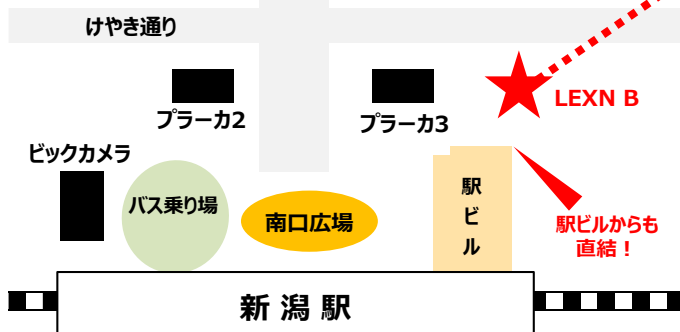 けやき通り
プラーカ2
プラーカ3
LEXN B
ビックカメラ
バス乗り場
南口広場
駅ビル
駅ビルからも
直結！
新潟駅